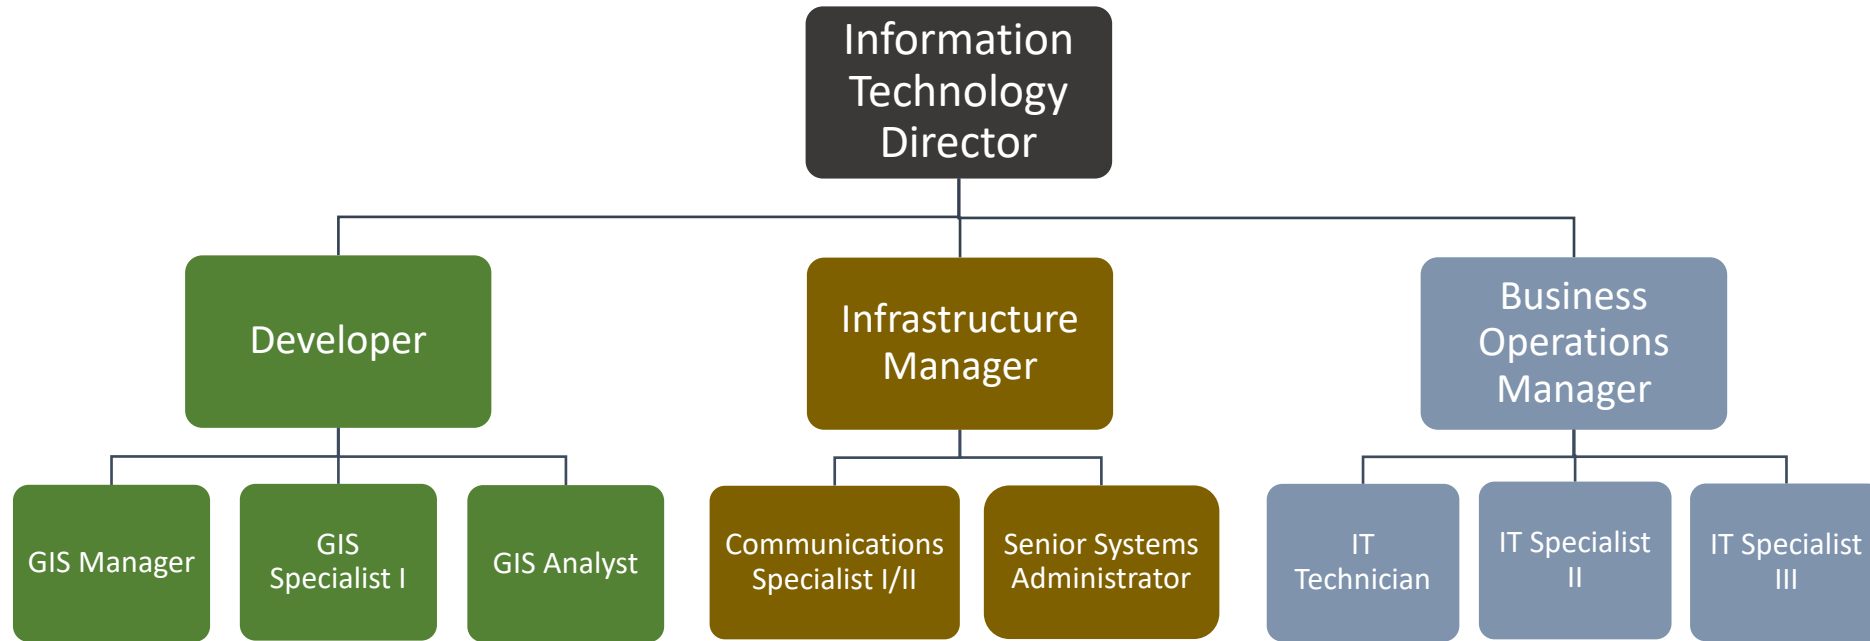 Information
Technology
Director
Developer
Infrastructure
Manager
Business
Operations
Manager
GIS Manager
GIS
Specialist I
GIS Analyst
Communications
Specialist I/II
Senior Systems
Administrator
IT
Technician
IT Specialist
II
IT Specialist
III